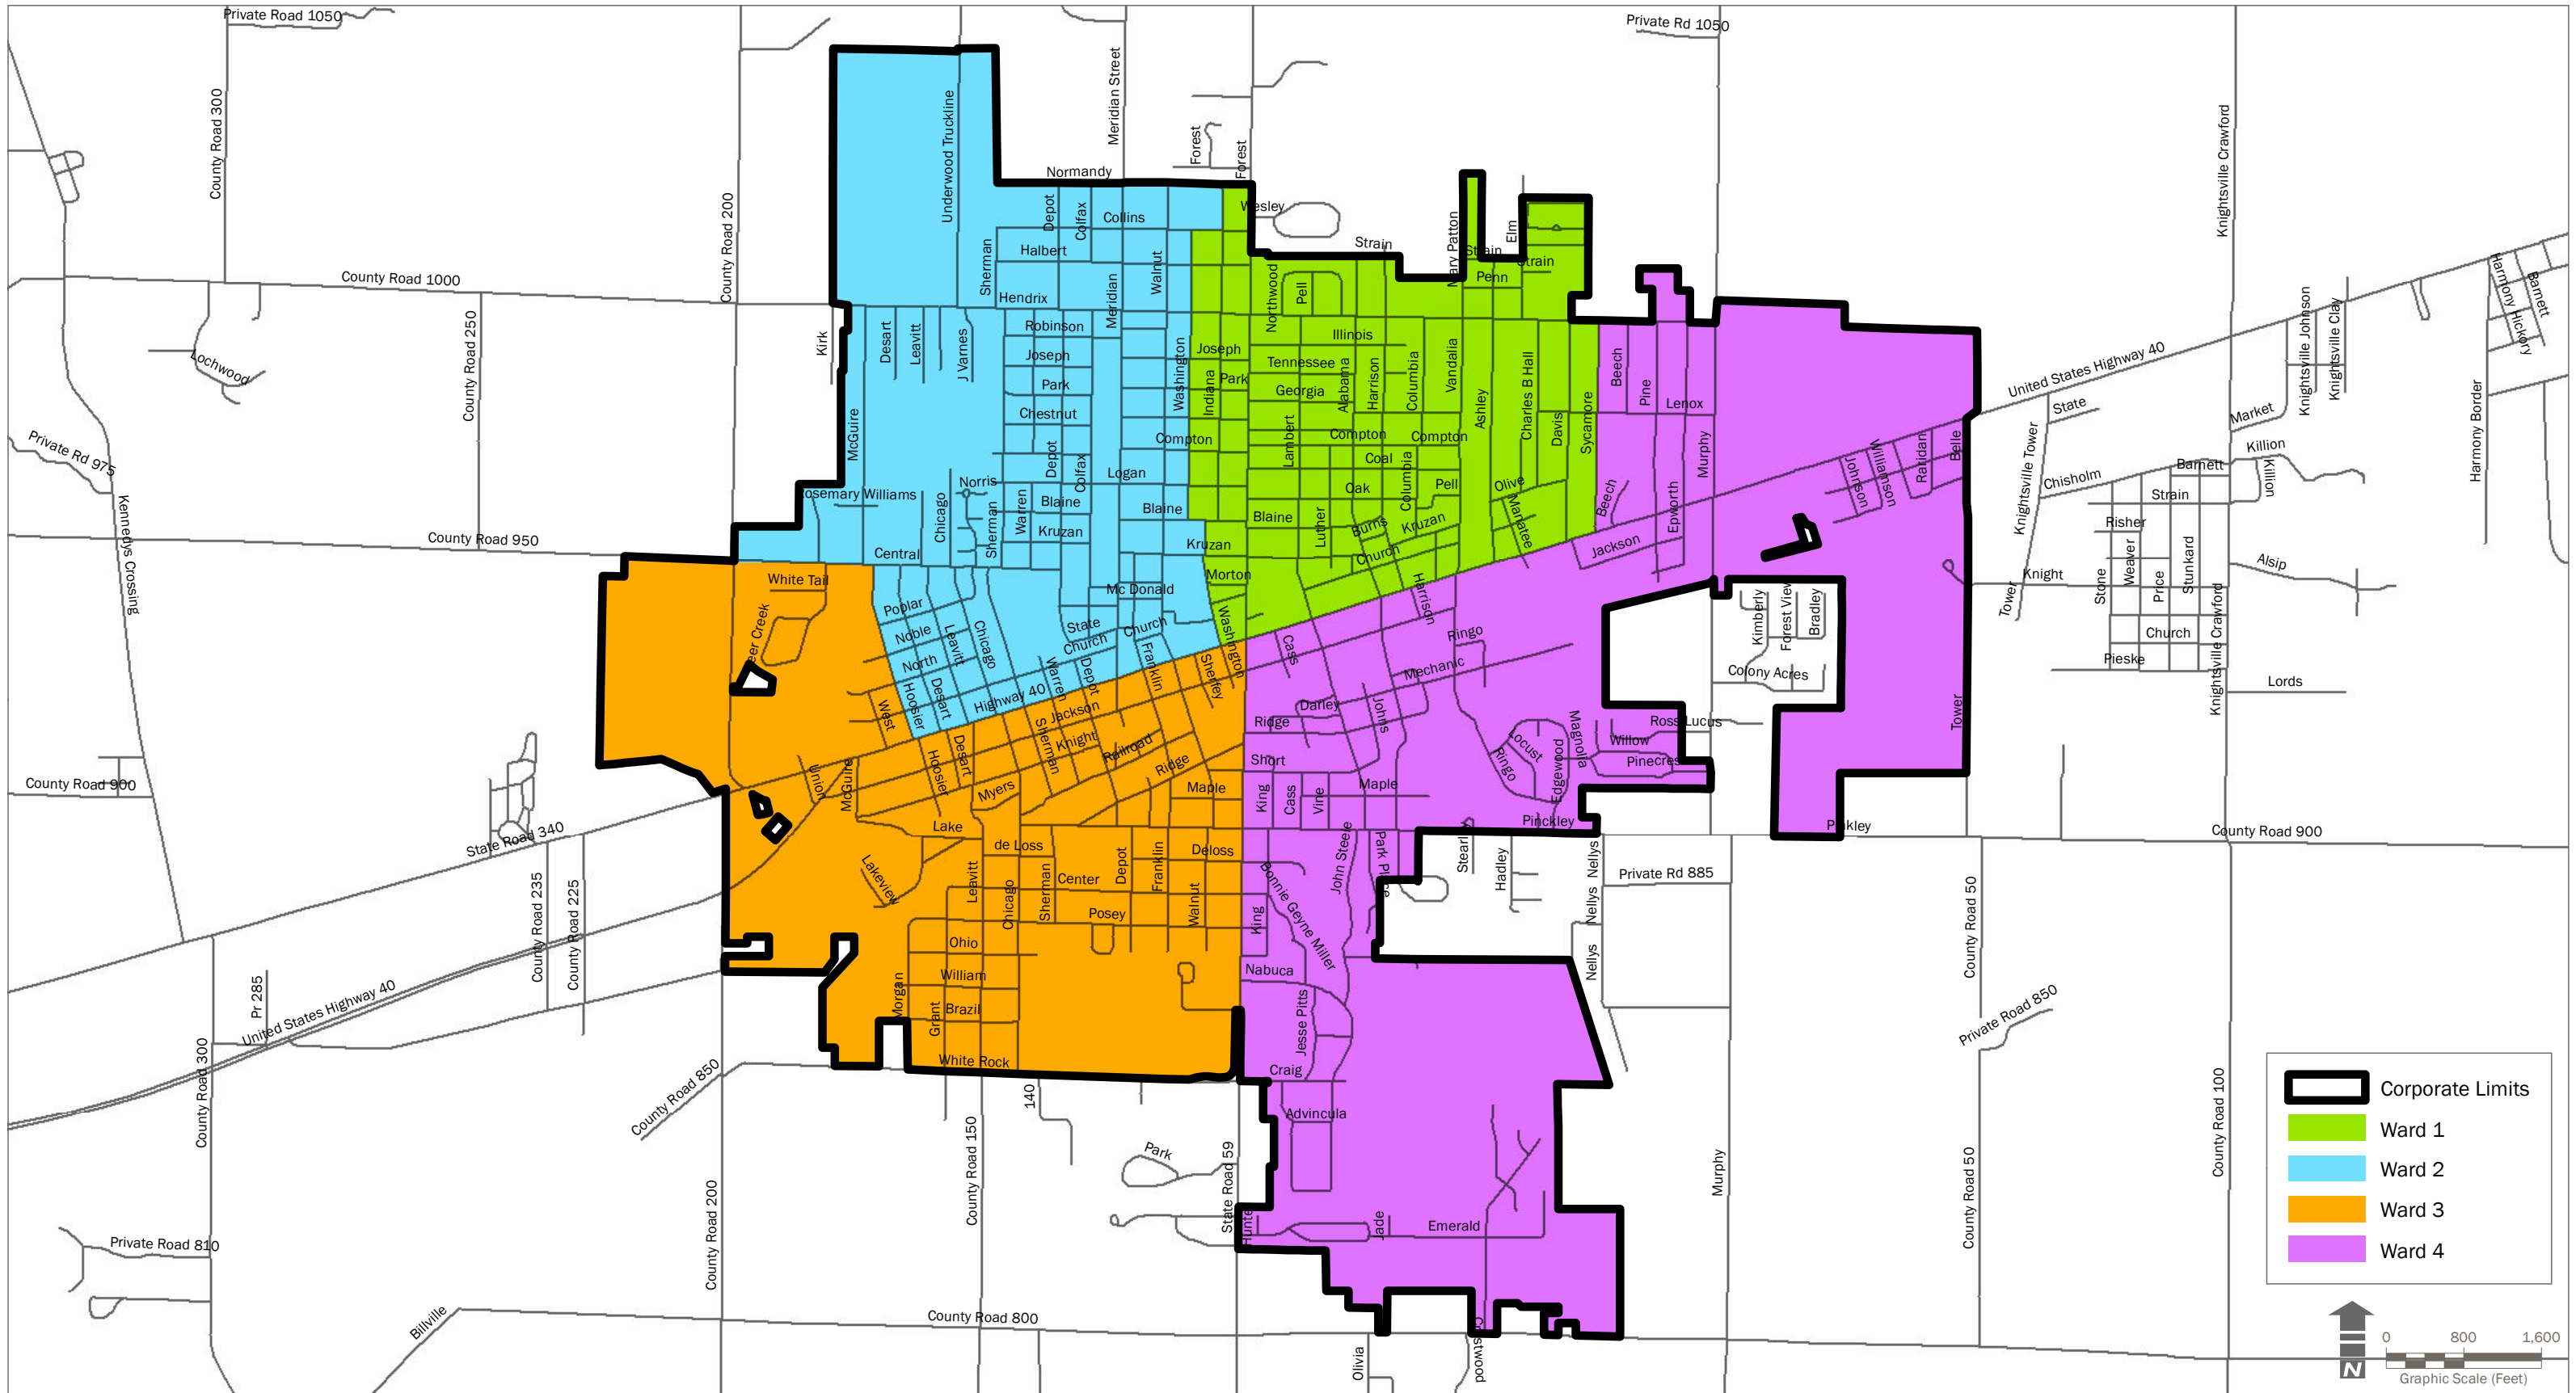 Private Road 1050
Private Rd 1050
County Road 300
Meridian Street
Underwood Truckline
Knightsville Crawford
Forest
Forest
Normandy
County Road 200
Depot
Colfax
Collins
Wesley
Mary Patton
Elm
Strain
Strain
Strain
Sherman
Halbert
Walnut
Penn
County Road 1000
Hendrix
Meridian
Northwood
Pell
Harmony
Barnett
Hickory
County Road 250
Kirk
Desart
Leavitt
J Varnes
Robinson
Joseph
Park
Chestnut
Washington
Joseph
Indiana
Park
Illinois
Tennessee
Georgia
Alabama
Harrison
Columbia
Vandalia
Ashley
Charles B Hall
Davis
Sycamore
Beech
Pine
Lenox
United States Highway 40
State
Knightsville Johnson
Knightsville Clay
Market
Harmony Border
Lochwood
Private Rd 975
McGuire
Compton
Lambert
Compton
Compton
Coal
Murphy
Johnson
Williamson
Raridan
Belle
Knightsville Tower
Killion
Killion
Barnett
Chisholm
Strain
Depot
Colfax
Logan
Norris
Blaine
Kruzan
Warren
Sherman
Chicago
Blaine
Kruzan
Blaine
Oak
Columbia
Pell
Olive
Manatee
Beech
Epworth
Luther
Burns
Kruzan
Church
Jackson
Risher
Weaver
Price
Stunkard
Stone
Alsip
Knight
Tower
Kennedys Crossing
County Road 950
Central
White Tail
Mc Donald
Morton
Washington
Harrison
Kimberly
Forest View
Bradley
Colony Acres
Church
Pieske
Knightsville Crawford
Lords
Poplar
Noble
North
Leavitt
Chicago
State
Church
Church
Hoosier
Desart
Highway 40
Warren
Depot
Franklin
Sherfey
Cass
Ringo
Mechanic
West
Jackson
Knight
Railroad
Ridge
Sherman
Desart
Hoosier
Myers
Ridge
Darley
Johns
Short
Ringo
Locust
Edgewood
Magnolia
Ross Lucus
Willow
Tower
Union
McGuire
Maple
King
Cass
Vine
Maple
Pinckley
County Road 900
County Road 900
State Road 340
County Road 235
County Road 225
Lake
Lakeview
de Loss
Deloss
Leavitt
Chicago
Sherman
Center
Depot
Franklin
Walnut
Posey
Bonnie Geyne Miller
John Steele
King
Hadley
Nellys
Nellys
Nellys
Private Rd 885
County Road 50
Ohio
William
Morgan
Grant
Brazil
White Rock
Nabuca
Jesse Pitts
Craig
Advincula
Pr 285
United States Highway 40
County Road 300
County Road 850
140
County Road 150
Park
State Road 59
Jade
Emerald
Murphy
Private Road 850
County Road 50
County Road 100
County Road 200
Private Road 810
Billville
County Road 800
Olivia
Corporate Limits
Ward 1
Ward 2
Ward 3
Ward 4
N
0 800 1,600
Graphic Scale (Feet)